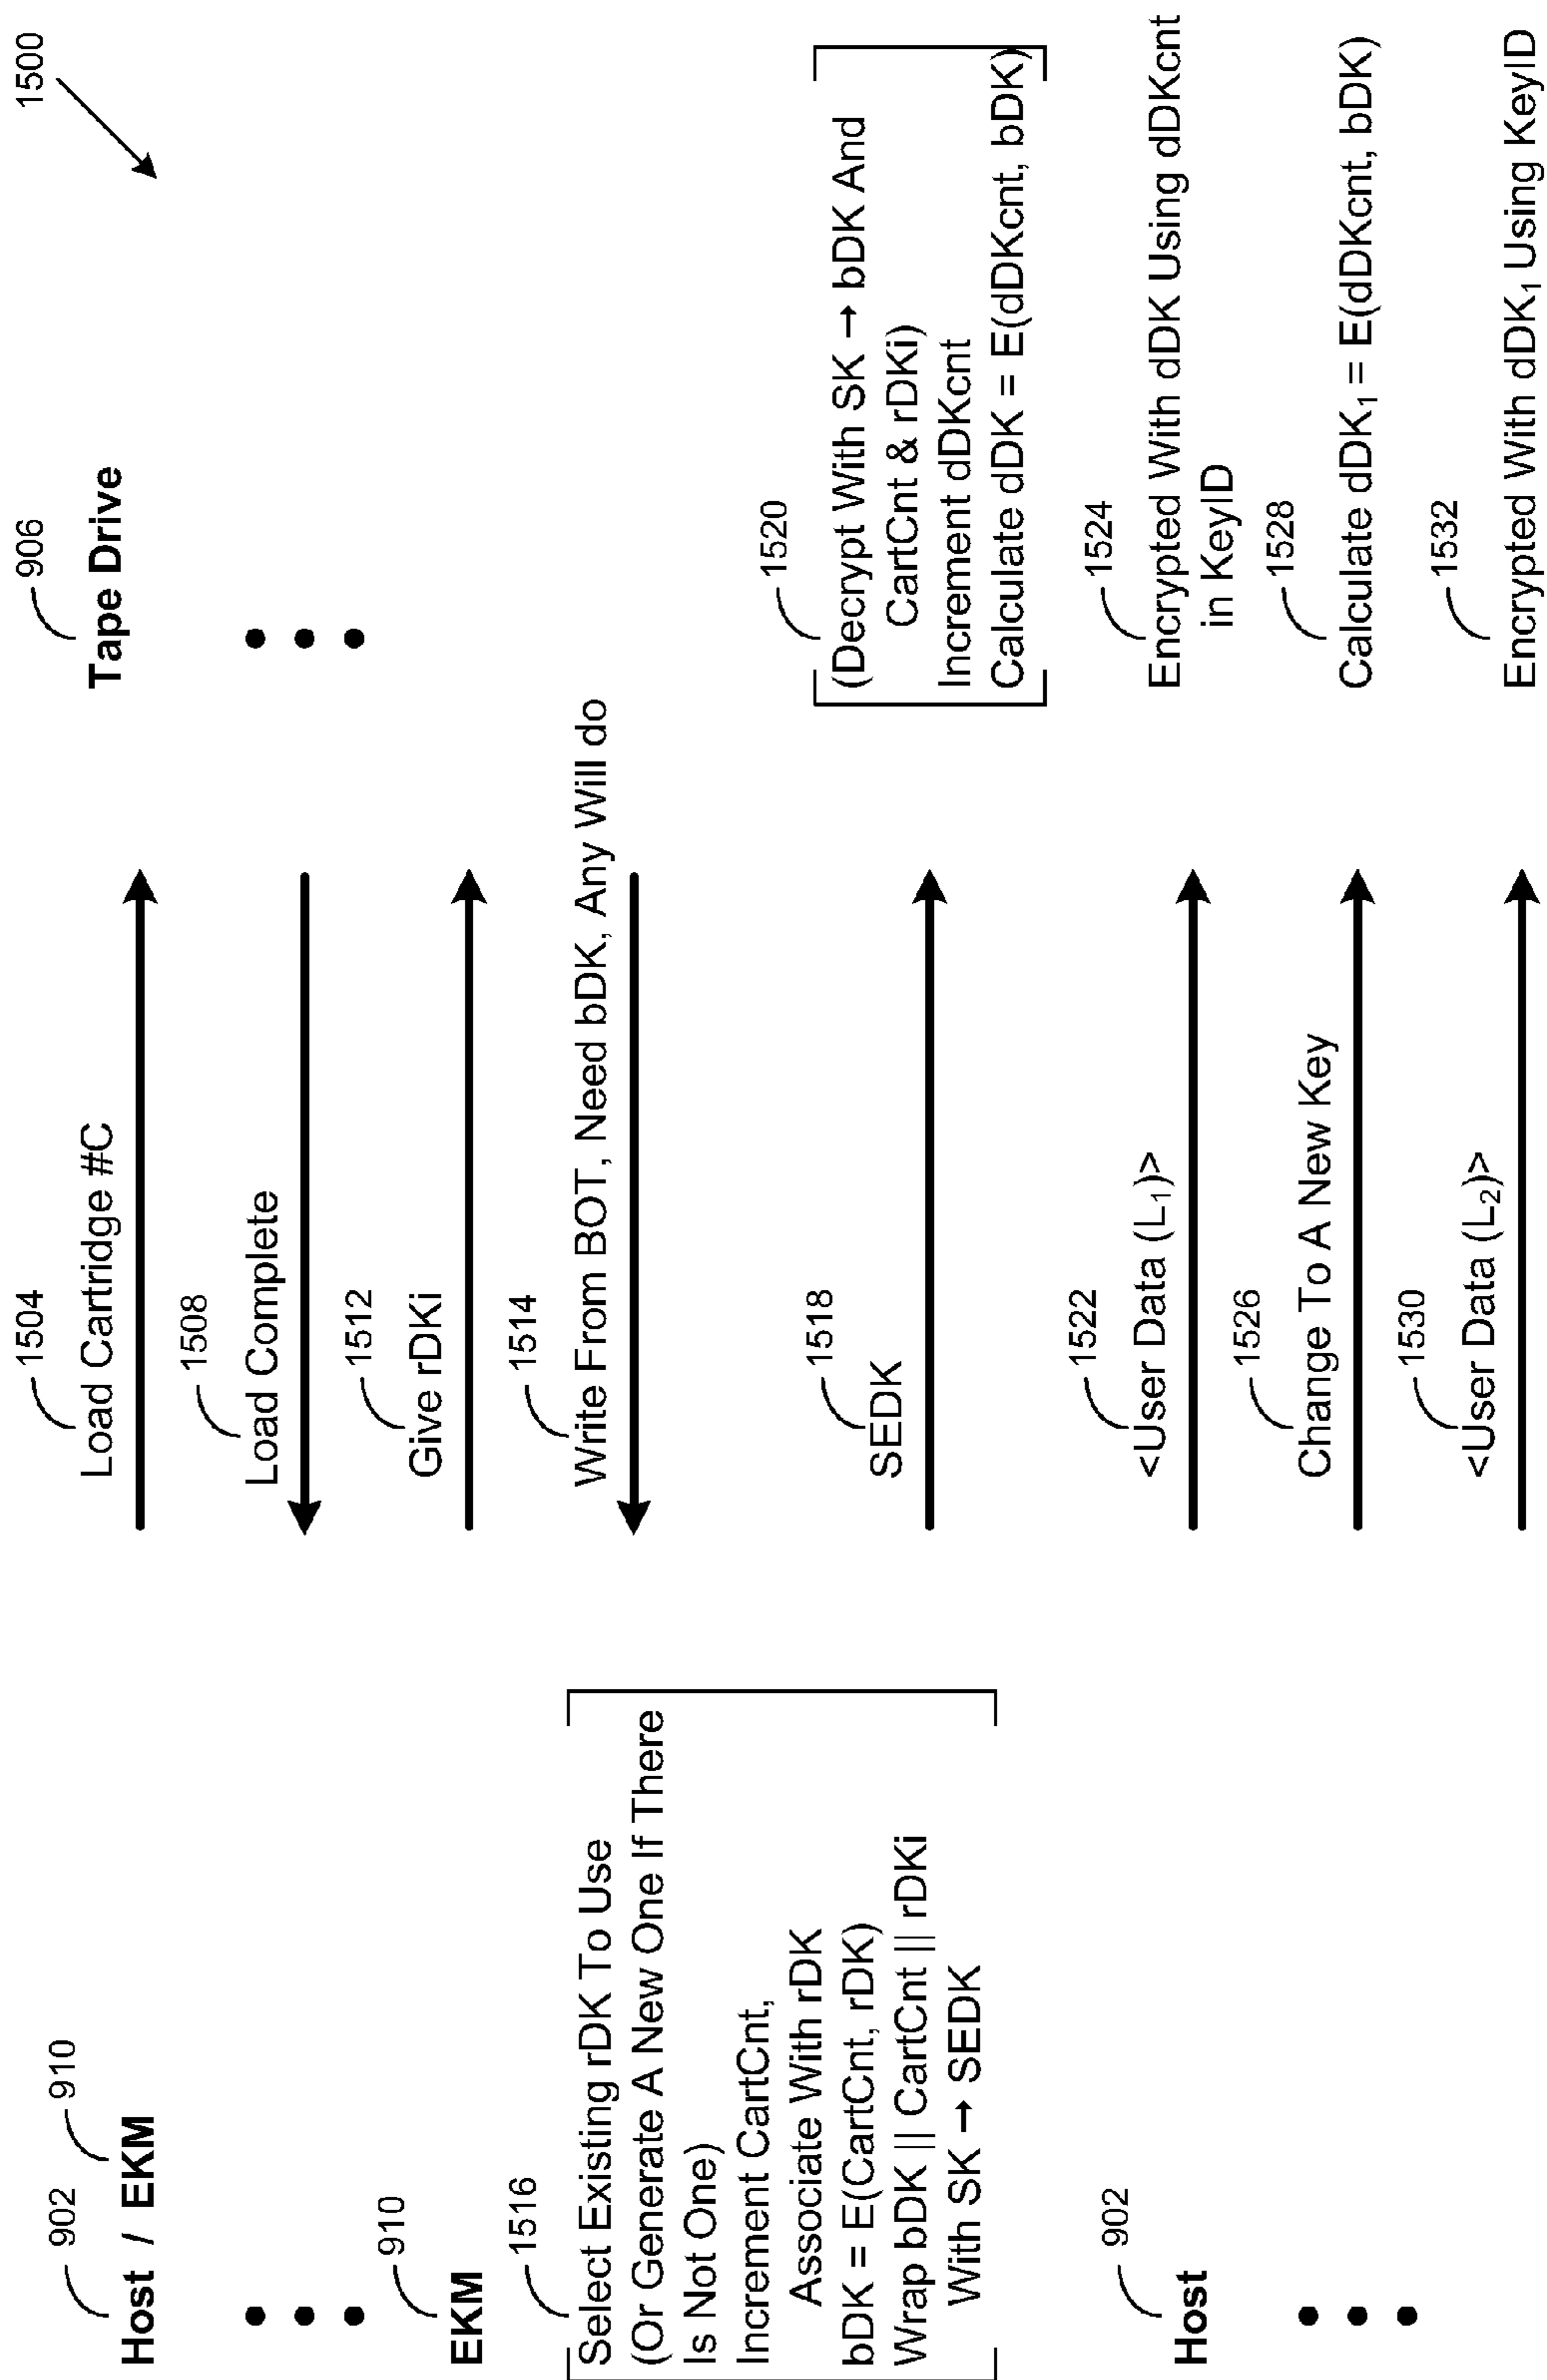 1500
902
910
Host / EKM
906
Tape Drive
1504
Load Cartridge #C
1508
Load Complete
910
EKM
1512
Give rDKi
1514
Write From BOT, Need bDK, Any Will do
1516
Select Existing rDK To Use
(Or Generate A New One If There
Is Not One)
Increment CartCnt,
Associate With rDK
bDK = E(CartCnt, rDK)
Wrap bDK || CartCnt || rDKi
With SK → SEDK
1518
SEDK
1520
(Decrypt With SK → bDK And
CartCnt & rDKi)
Increment dDKcnt
Calculate dDK = E(dDKcnt, bDK)
902
Host
1522
<User Data (L₁)>
1524
Encrypted With dDK Using dDKcnt
in KeyID
1526
Change To A New Key
1528
Calculate dDK₁ = E(dDKcnt, bDK)
1530
<User Data (L₂)>
1532
Encrypted With dDK₁ Using KeyID